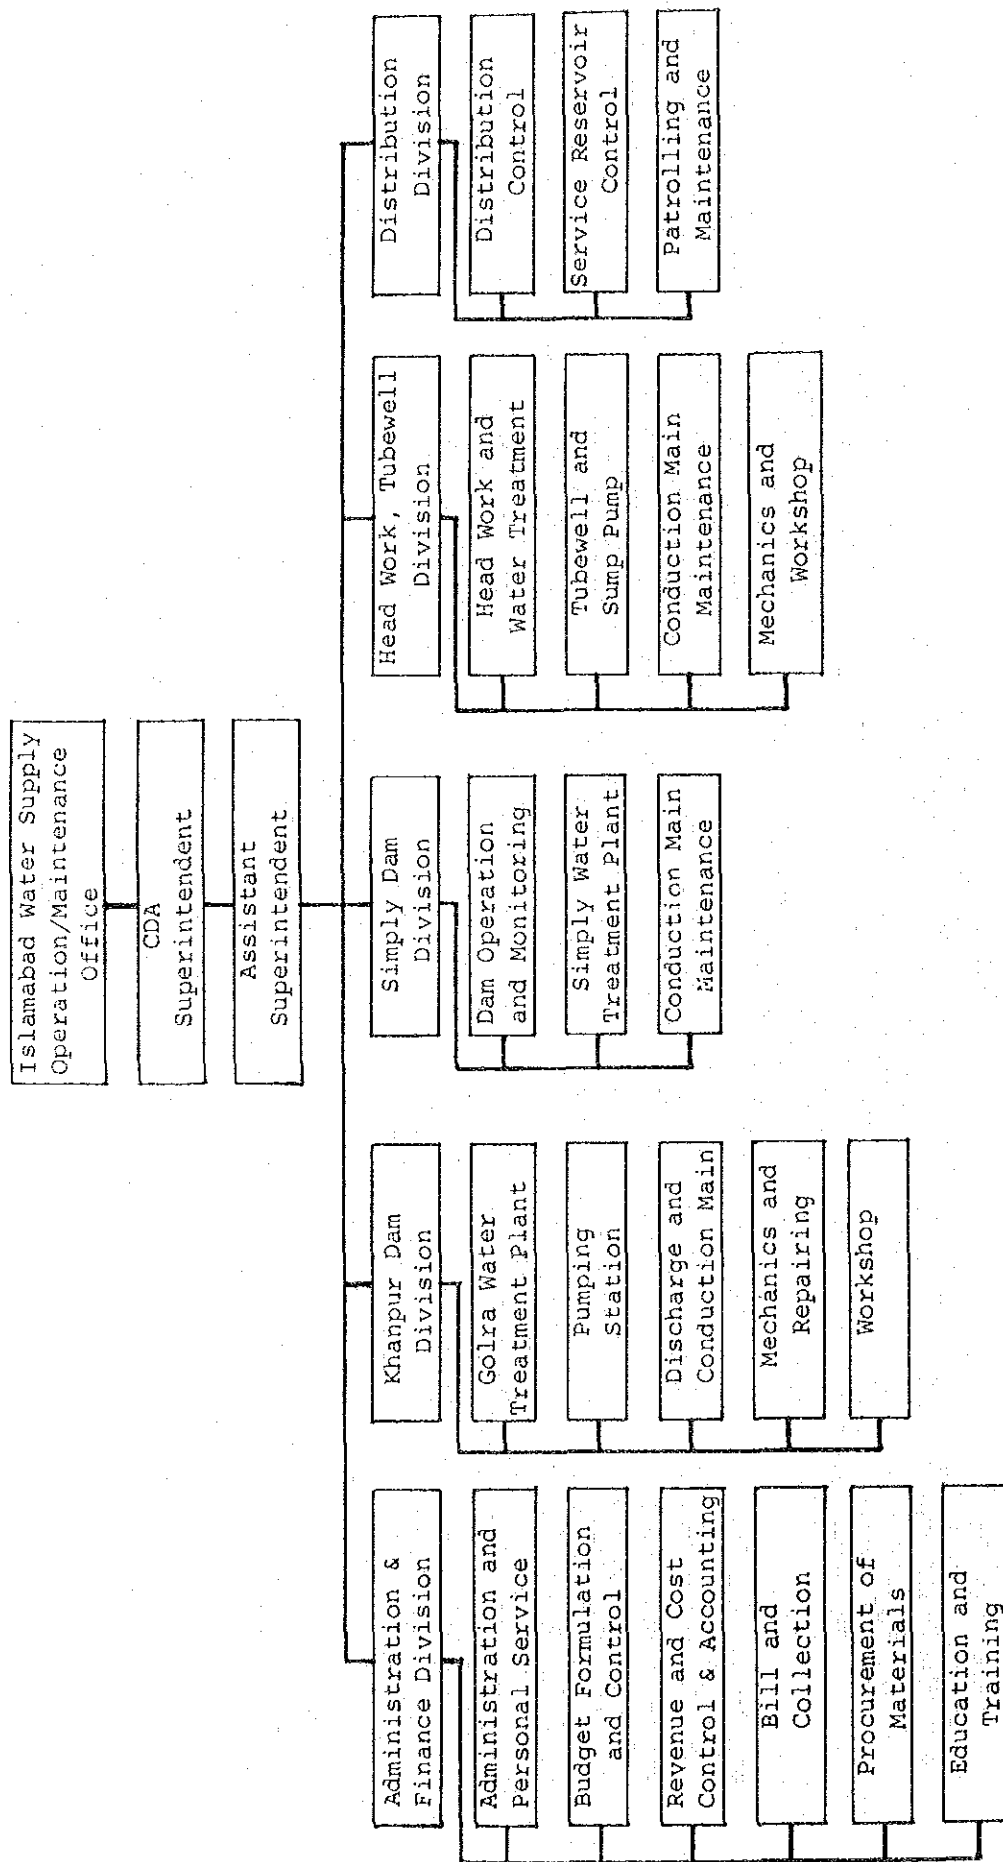 Islamabad Water Supply
Operation/Maintenance
Office
CDA
Superintendent
Assistant
Superintendent
Administration &
Finance Division
Administration and
Personal Service
Budget Formulation
and Control
Revenue and Cost
Control & Accounting
Bill and
Collection
Procurement of
Materials
Education and
Training
Khanpur Dam
Division
Golra Water
Treatment Plant
Pumping
Station
Discharge and
Conduction Main
Mechanics and
Repairing
Workshop
Simply Dam
Division
Dam Operation
and Monitoring
Simply Water
Treatment Plant
Conduction Main
Maintenance
Head Work, Tubewell
Division
Head Work and
Water Treatment
Tubewell and
Sump Pump
Conduction Main
Maintenance
Mechanics and
Workshop
Distribution
Division
Distribution
Control
Service Reservoir
Control
Patrolling and
Maintenance